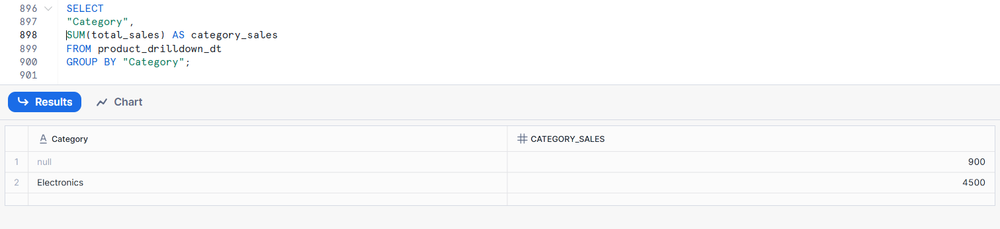 896 SELECT
897 "Category",
898 SUM(total_sales) AS category_sales
899 FROM product_drilldown_dt
900 GROUP BY "Category";
901
Results Chart
A Category # CATEGORY_SALES
1 null 900
2 Electronics 4500